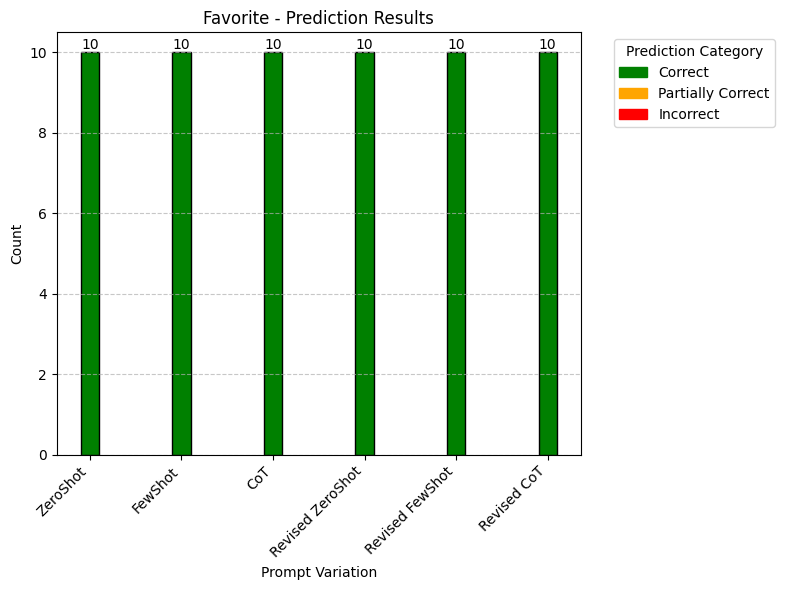 Favorite - Prediction Results
10 10 10 10 10 10
Prediction Category
Correct
Partially Correct
Incorrect
Count
10
8
6
4
2
0
ZeroShot
FewShot
CoT
Revised ZeroShot
Revised FewShot
Revised CoT
Prompt Variation